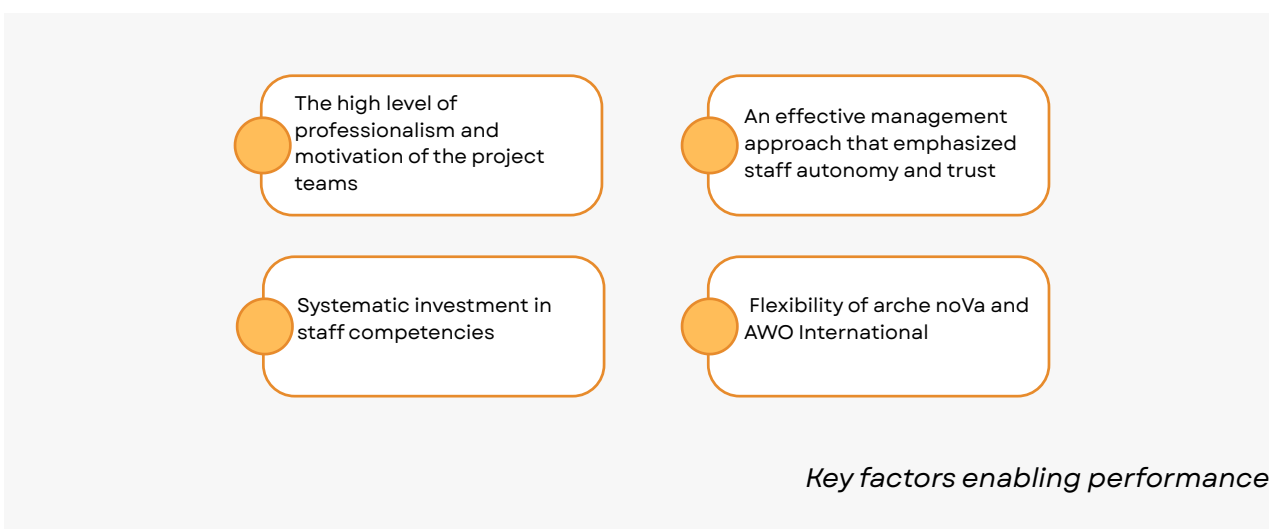 The high level of
professionalism and
motivation of the project
teams
An effective management
approach that emphasized
staff autonomy and trust
Systematic investment in
staff competencies
Flexibility of arche noVa and
AWO International
Key factors enabling performance